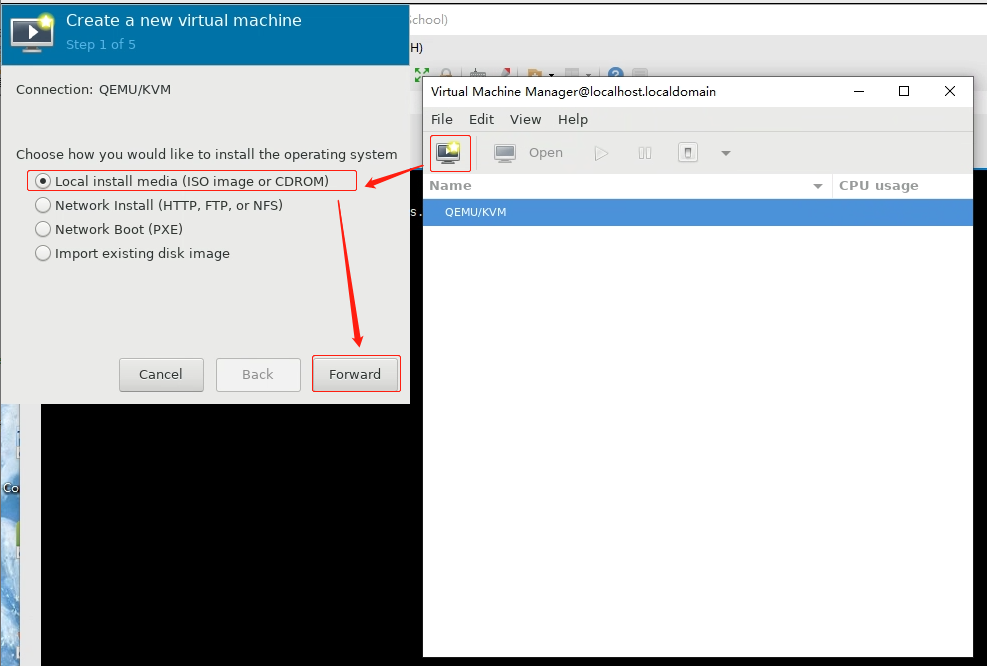 Create a new virtual machine
Step 1 of 5
Connection: QEMU/KVM
Choose how you would like to install the operating system
Local install media (ISO image or CDROM)
Network Install (HTTP, FTP, or NFS)
Network Boot (PXE)
Import existing disk image
Cancel
Back
Forward
School)
H)
Virtual Machine Manager@localhost.localdomain
File Edit View Help
Open
Name
CPU usage
QEMU/KVM
s.
Co